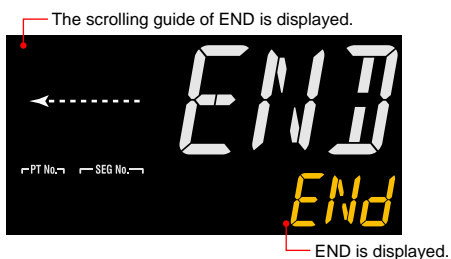 The scrolling guide of END is displayed.
END
PT No. SEG No.
ENd
END is displayed.